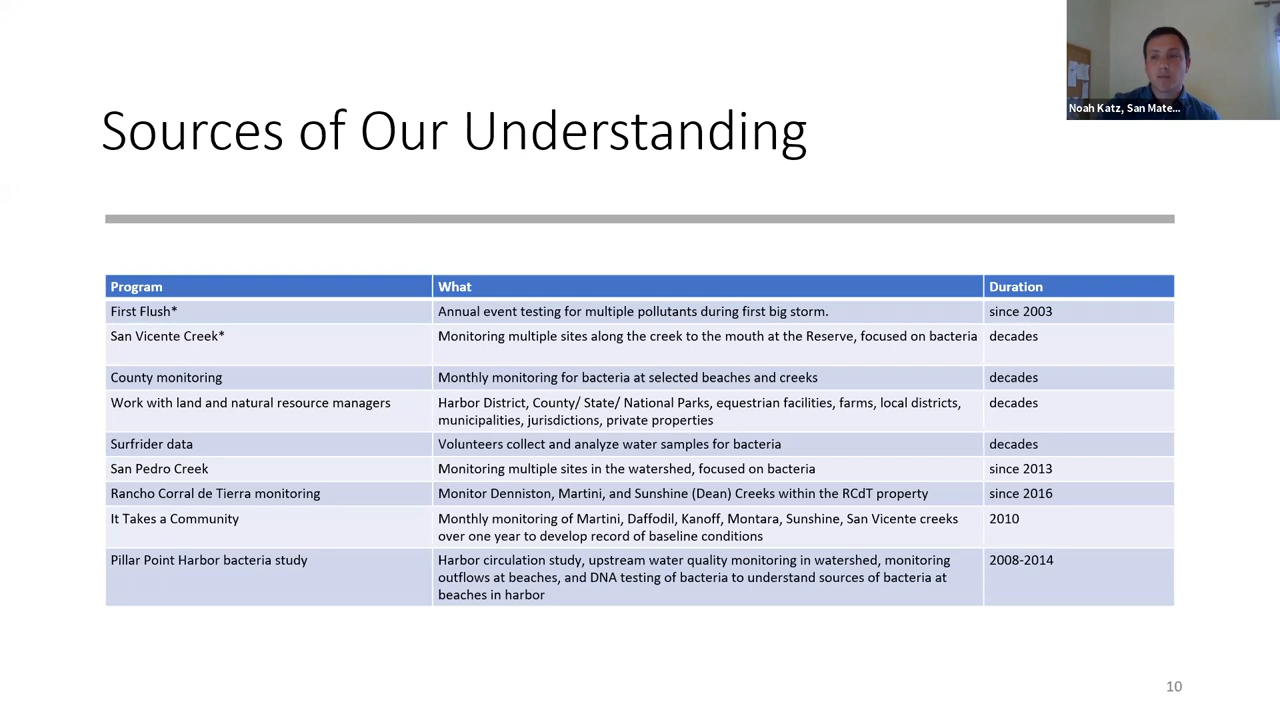 Noah Katz, San Mate...
Sources of Our Understanding
Program What Duration
First Flush* Annual event testing for multiple pollutants during first big storm. since 2003
San Vicente Creek* Monitoring multiple sites along the creek to the mouth at the Reserve, focused on bacteria decades
County monitoring Monthly monitoring for bacteria at selected beaches and creeks decades
Work with land and natural resource managers Harbor District, County/ State/ National Parks, equestrian facilities, farms, local districts, decades
municipalities, jurisdictions, private properties
Surfrider data Volunteers collect and analyze water samples for bacteria decades
San Pedro Creek Monitoring multiple sites in the watershed, focused on bacteria since 2013
Rancho Corral de Tierra monitoring Monitor Denniston, Martini, and Sunshine (Dean) Creeks within the RCdT property since 2016
It Takes a Community Monthly monitoring of Martini, Daffodil, Kanoff, Montara, Sunshine, San Vicente creeks 2010
over one year to develop record of baseline conditions
Pillar Point Harbor bacteria study Harbor circulation study, upstream water quality monitoring in watershed, monitoring 2008-2014
outflows at beaches, and DNA testing of bacteria to understand sources of bacteria at
beaches in harbor
10